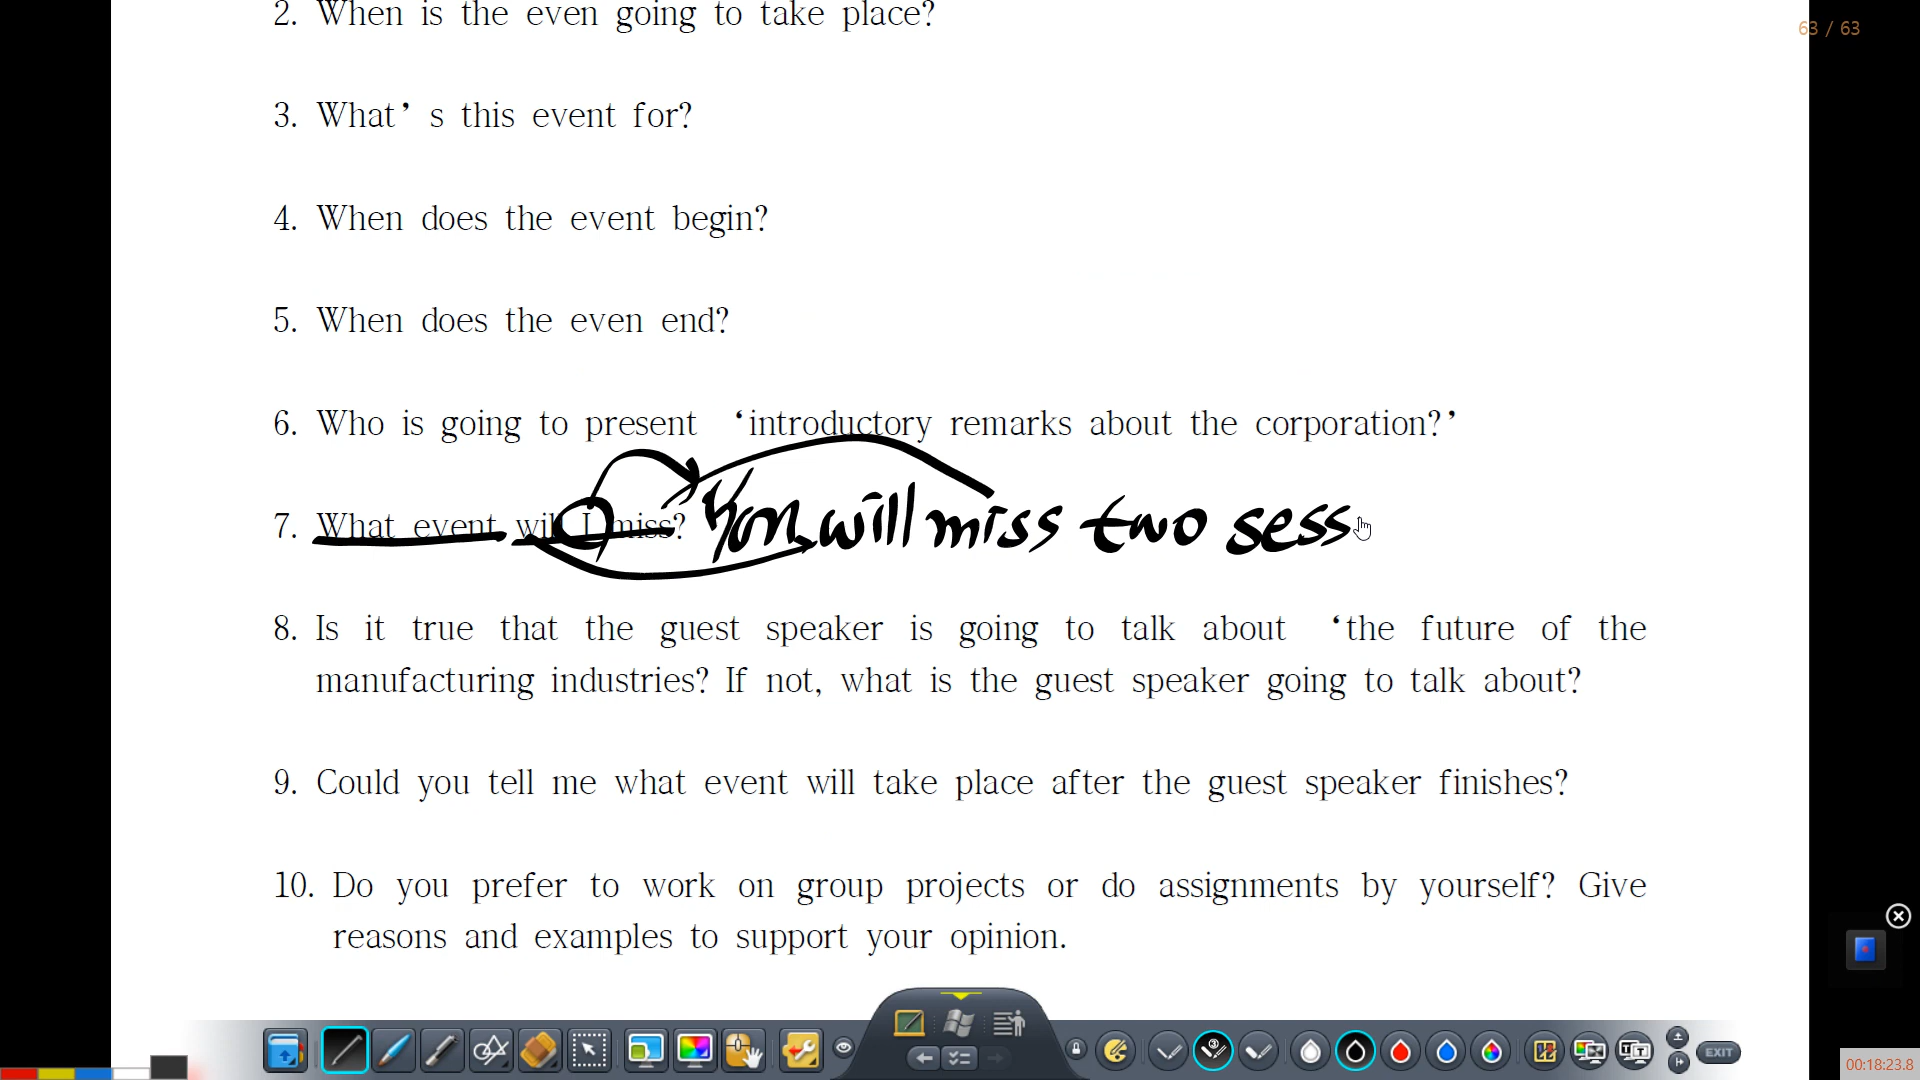 2. When is the even going to take place?
63 / 63
3. What’ s this event for?
4. When does the event begin?
5. When does the even end?
6. Who is going to present ‘introductory remarks about the corporation?’
7. What event will I miss? You will miss two sess
8. Is it true that the guest speaker is going to talk about ‘the future of the
manufacturing industries? If not, what is the guest speaker going to talk about?
9. Could you tell me what event will take place after the guest speaker finishes?
10. Do you prefer to work on group projects or do assignments by yourself? Give
reasons and examples to support your opinion.
EXIT
00:18:23.8